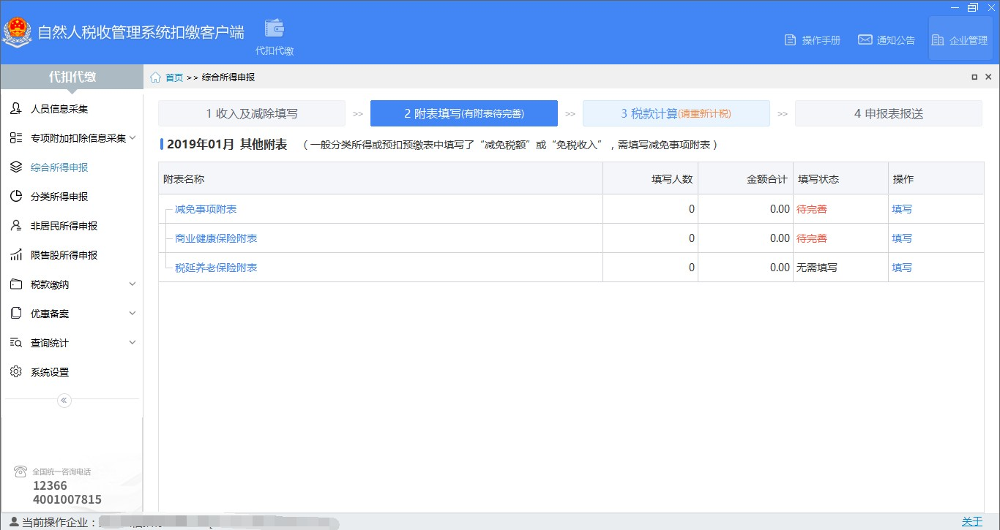 自然人税收管理系统扣缴客户端
代扣代缴
操作手册
通知公告
企业管理
代扣代缴
首页 >> 综合所得申报
人员信息采集
专项附加扣除信息采集
综合所得申报
分类所得申报
非居民所得申报
限售股所得申报
税款缴纳
优惠备案
查询统计
系统设置
全国统一咨询电话
12366
4001007815
1 收入及减除填写 >> 2 附表填写(有附表待完善) >> 3 税款计算(请重新计税) >> 4 申报表报送
2019年01月 其他附表 （一般分类所得或预扣预缴表中填写了“减免税额”或“免税收入”，需填写减免事项附表）
附表名称 填写人数 金额合计 填写状态 操作
减免事项附表 0 0.00 待完善 填写
商业健康保险附表 0 0.00 待完善 填写
税延养老保险附表 0 0.00 无需填写 填写
当前操作企业：
关于